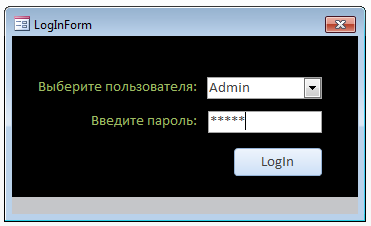 LogInForm
Выберите пользователя: Admin
Введите пароль: *****
LogIn